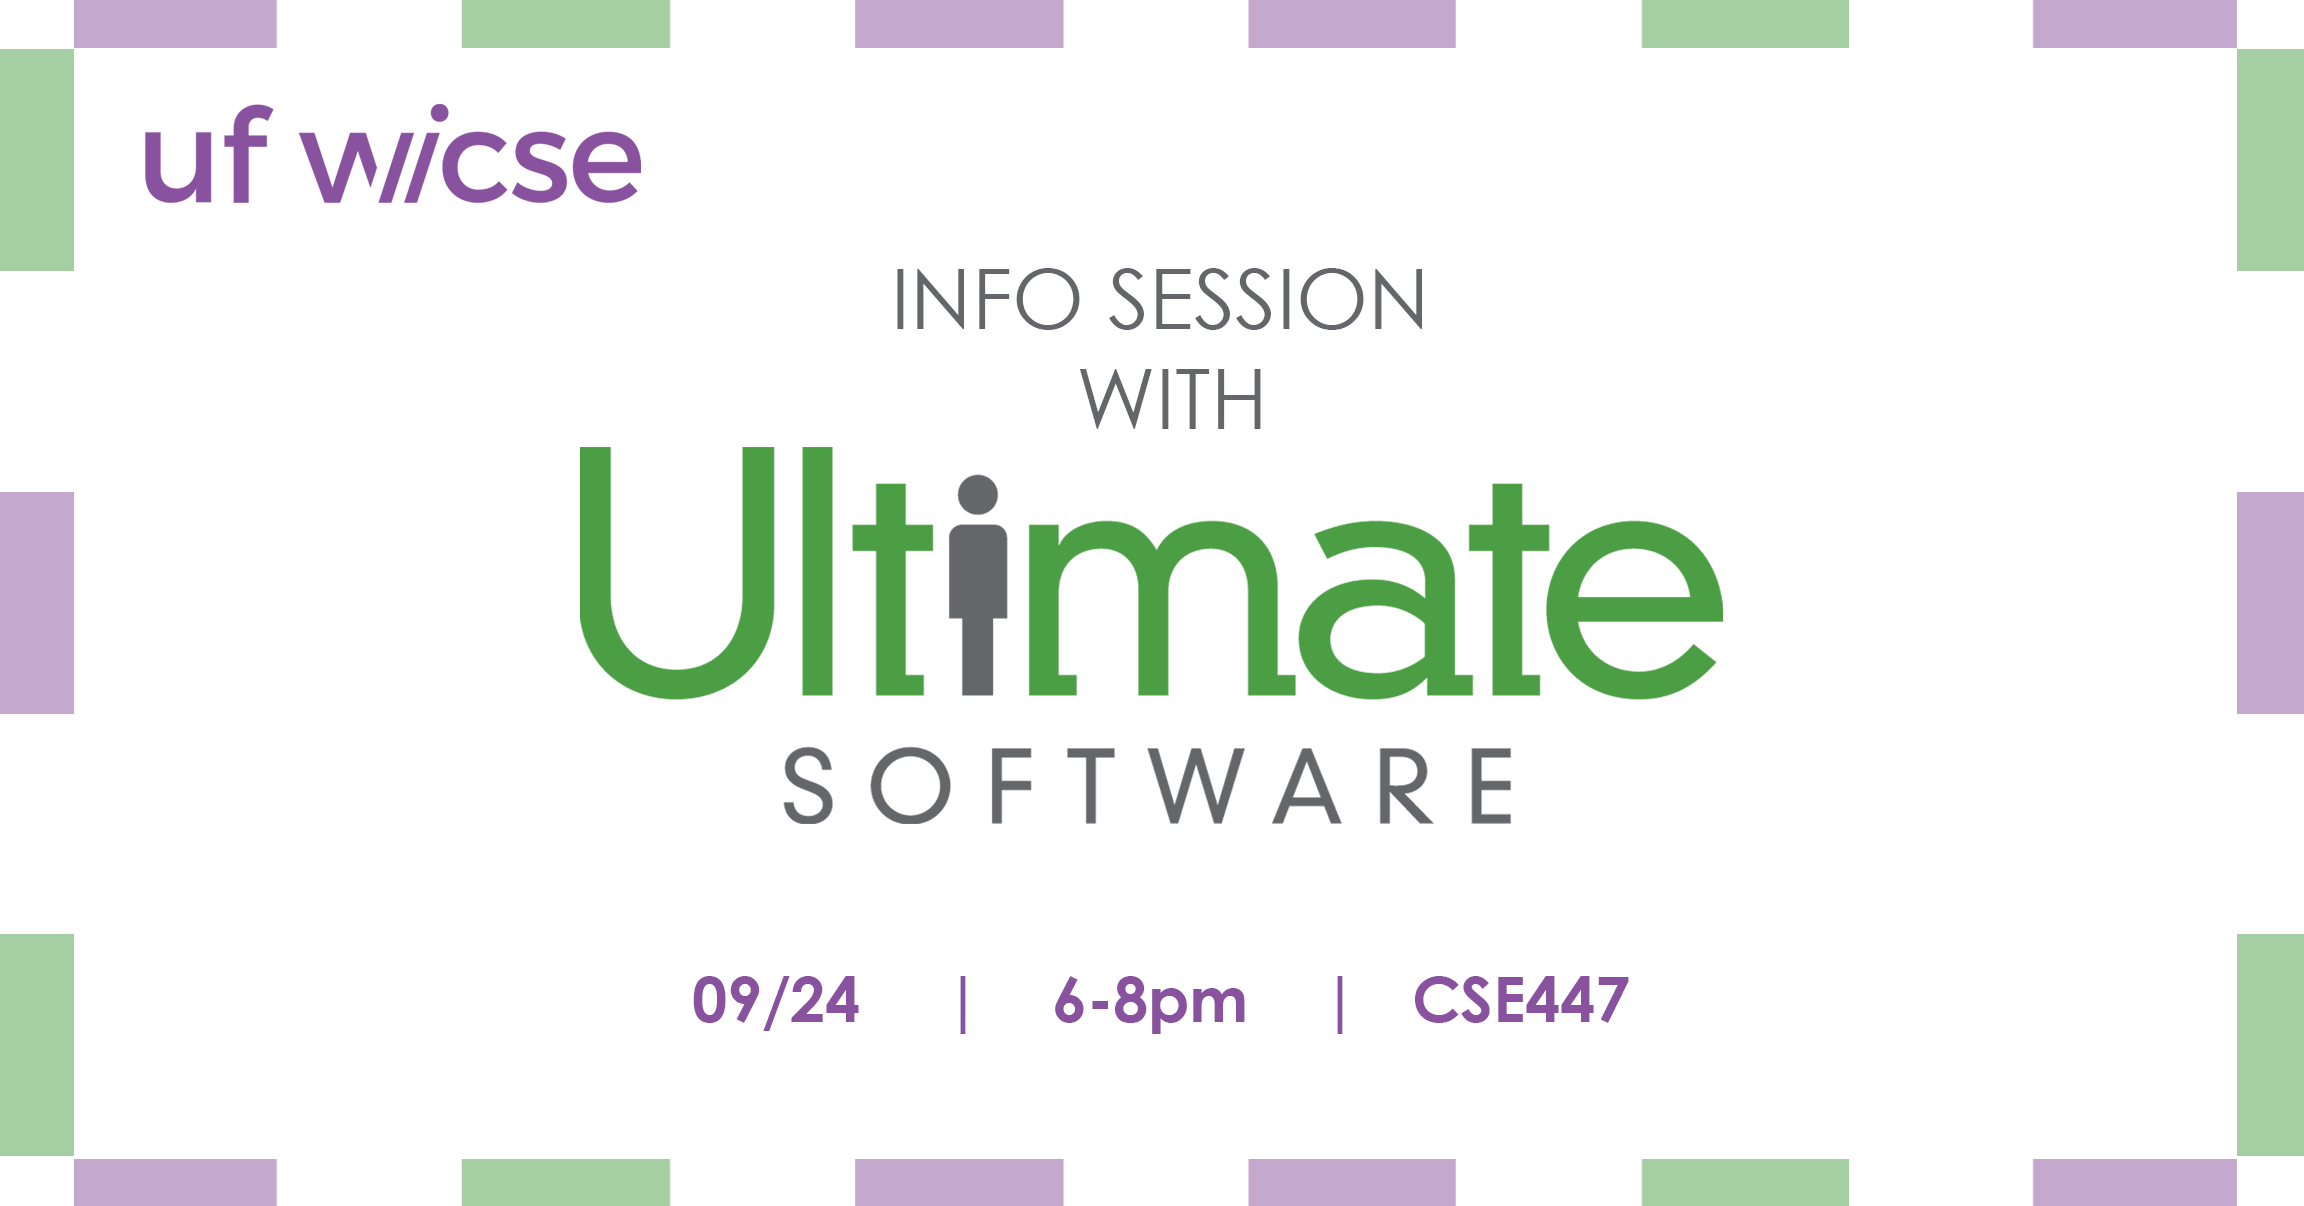 uf wicse
INFO SESSION
WITH
Ultimate
SOFTWARE
09/24 | 6-8pm | CSE447